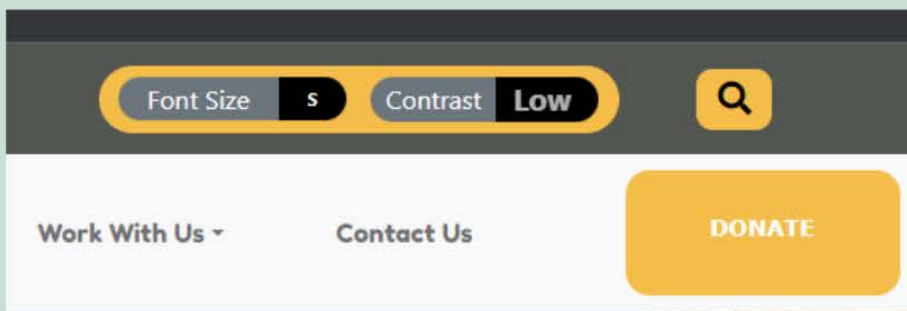 Font Size s Contrast Low
Work With Us Contact Us DONATE